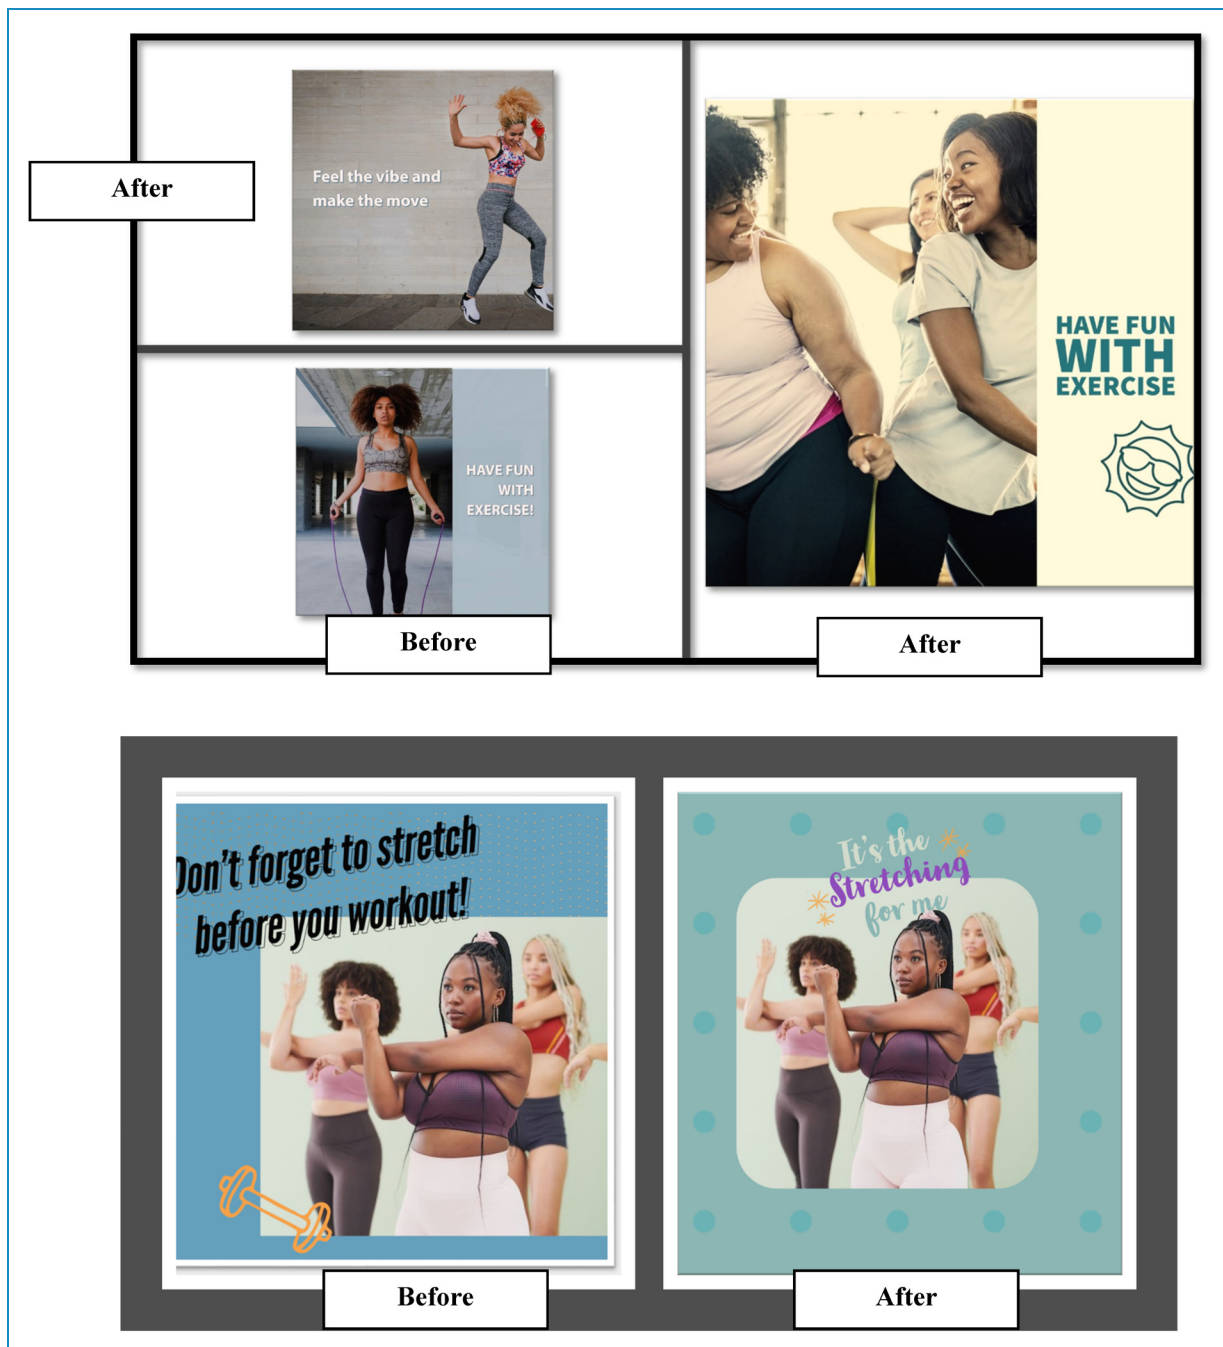 After
Feel the vibe and
make the move
HAVE FUN
WITH
EXERCISE!
Before
HAVE FUN
WITH
EXERCISE
After
Don't forget to stretch
before you workout!
Before
It's the
Stretching
for me
After